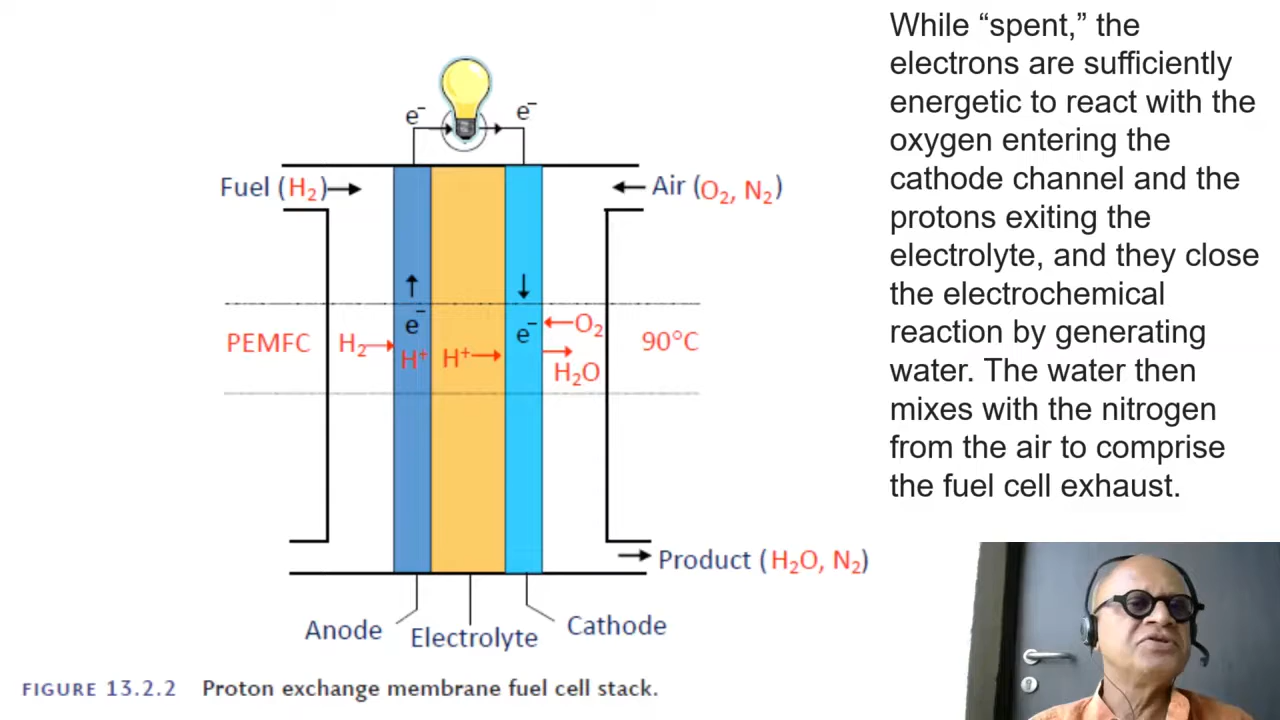 While “spent,” the
electrons are sufficiently
energetic to react with the
oxygen entering the
cathode channel and the
protons exiting the
electrolyte, and they close
the electrochemical
reaction by generating
water. The water then
mixes with the nitrogen
from the air to comprise
the fuel cell exhaust.
e⁻ e⁻
Fuel (H₂)
Air (O₂, N₂)
e⁻
e⁻
O₂
PEMFC
H₂
H⁺
H⁺
H₂O
90°C
Product (H₂O, N₂)
Anode
Electrolyte
Cathode
FIGURE 13.2.2 Proton exchange membrane fuel cell stack.